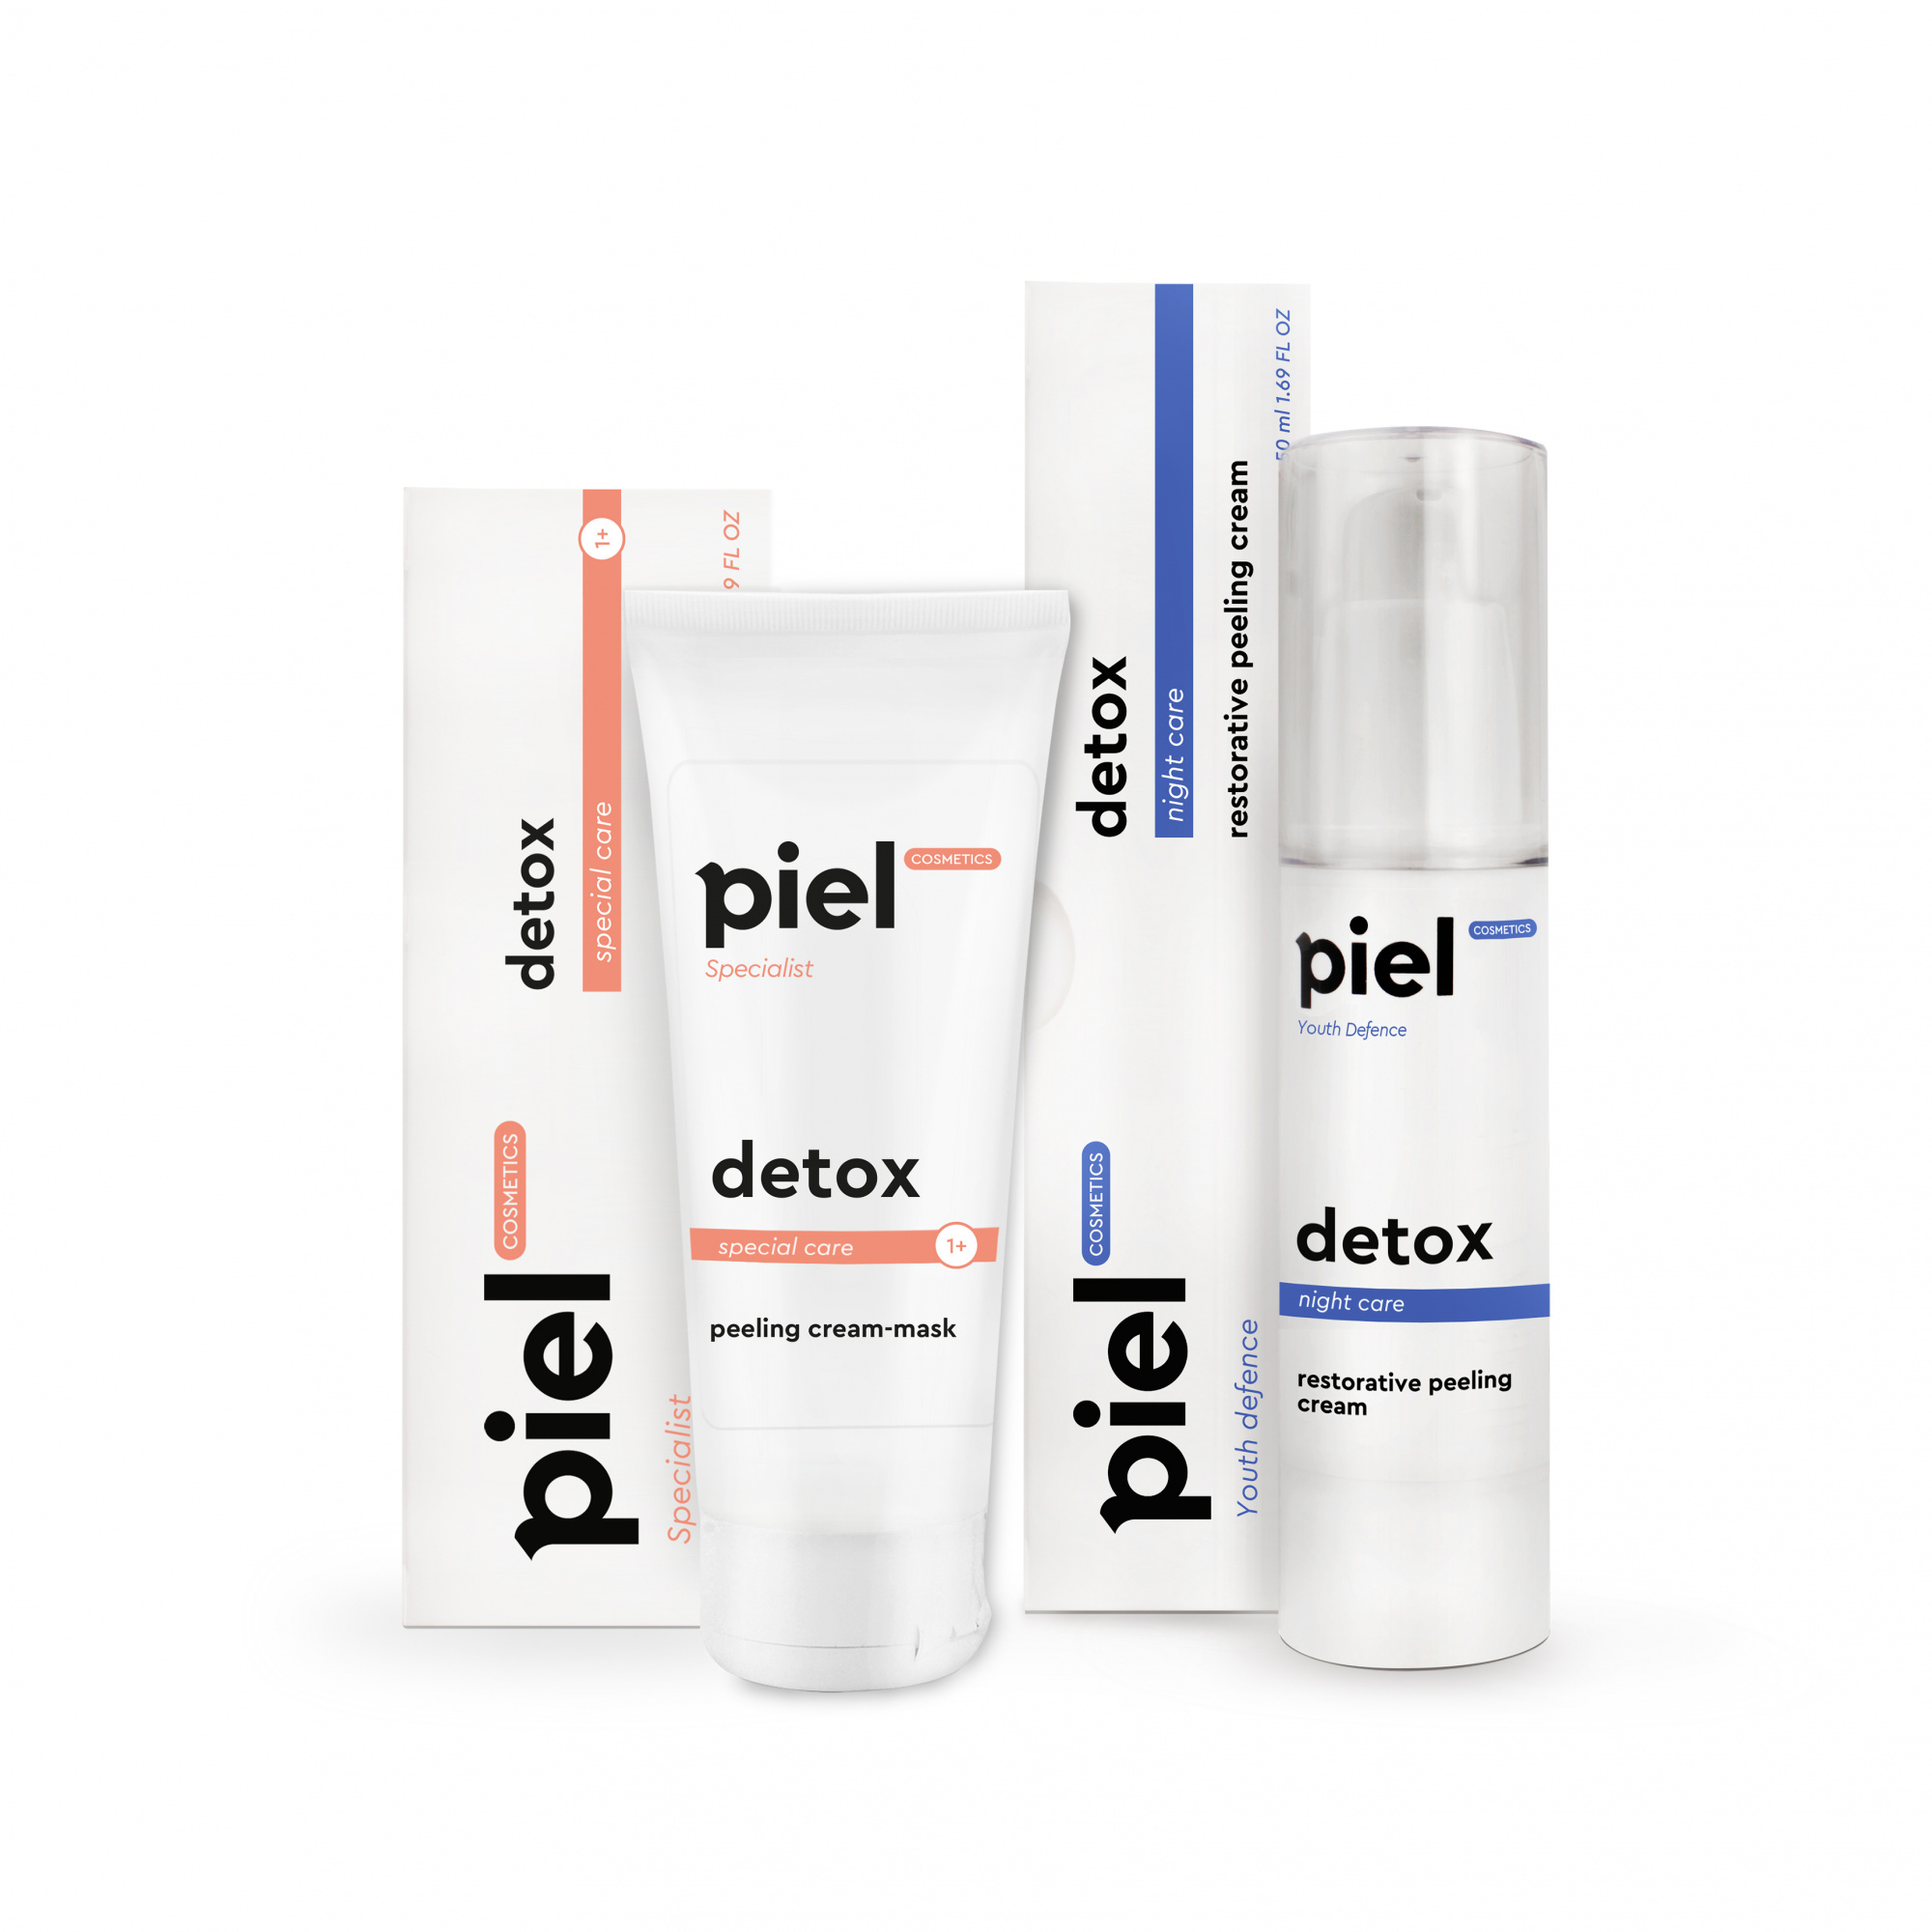 piel
COSMETICS
Specialist
detox
special care
1+
9 FL OZ
piel
COSMETICS
Specialist
detox
special care 1+
peeling cream-mask
piel
COSMETICS
Youth defence
detox
night care
restorative peeling cream
50 ml 1.69 FL OZ
piel
COSMETICS
Youth Defence
detox
night care
restorative peeling
cream